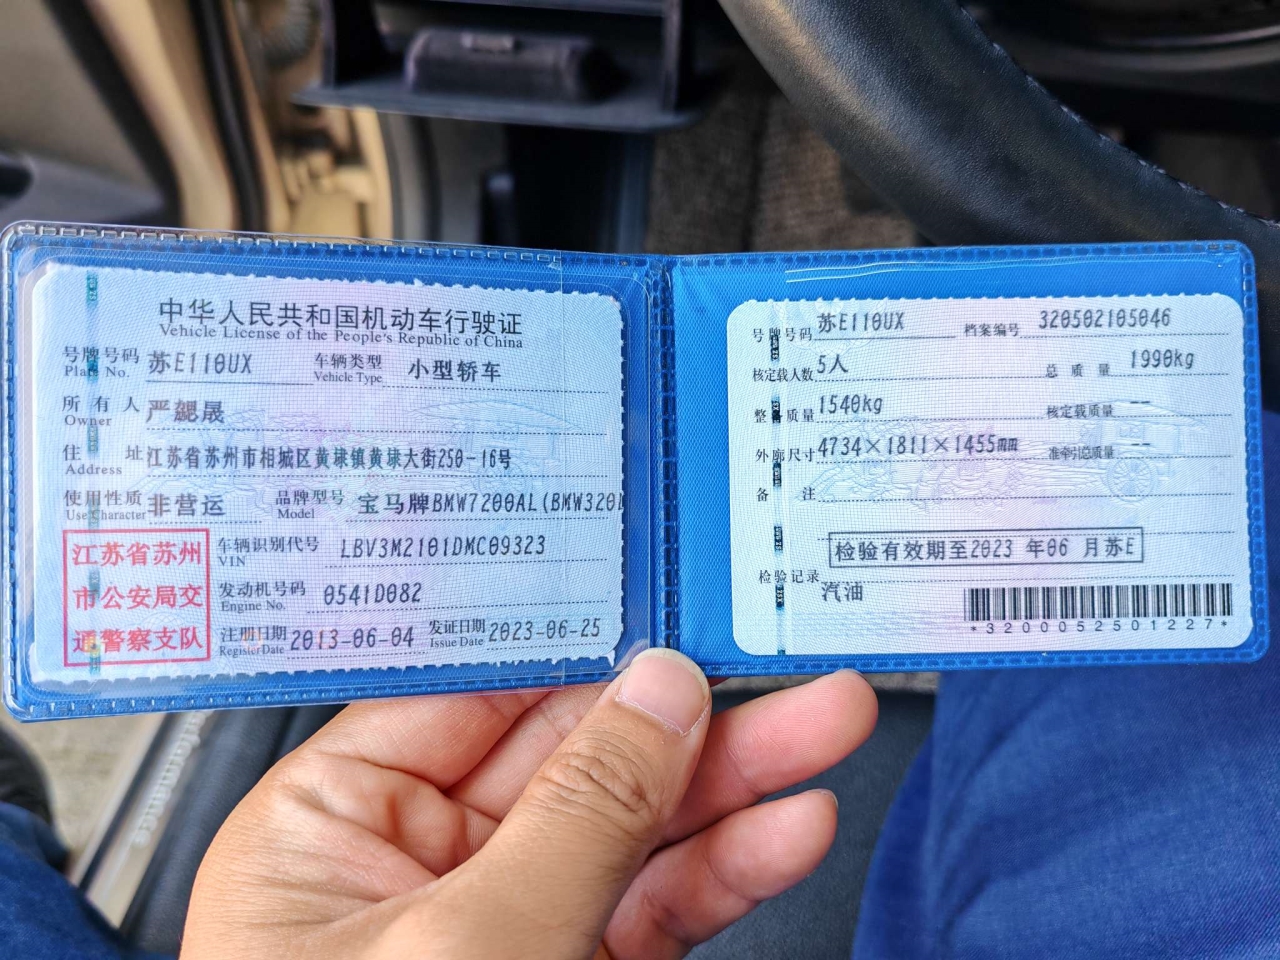 中华人民共和国机动车行驶证
Vehicle License of the People's Republic of China
号牌号码 苏E110UX 车辆类型 小型轿车
Plate No. Vehicle Type
所有人 严勰晟
Owner
住址 江苏省苏州市相城区黄埭镇黄埭大街250-16号
Address
使用性质 非营运 品牌型号 宝马牌BMW7200AL(BMW320L
Use Character Model
江苏省苏州
市公安局交
通警察支队
车辆识别代号 LBV3M2101DMC09323
VIN
发动机号码 0541D082
Engine No.
注册日期 2013-06-04 发证日期 2023-06-25
Register Date Issue Date
号牌号码 苏E110UX 档案编号 320502105046
核定载人数 5人 总质量 1990kg
整备质量 1540kg 核定载质量 --
外廓尺寸 4734×1811×1455mm 准牵引总质量 --
备注
检验有效期至2023 年06 月苏E
检验记录
汽油
*3200052501227*